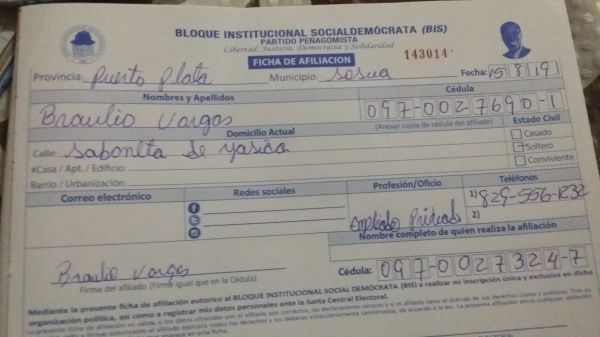 BLOQUE INSTITUCIONAL SOCIALDEMÓCRATA (BIS)
PARTIDO PEÑAGOMISTA
Libertad, Justicia, Democracia y Solidaridad
FICHA DE AFILIACION 143014
Provincia Puerto Plata Municipio Sosua Fecha: 15/8/19
Nombres y Apellidos Cédula
Braulio Vargas 097-0027690-1
Domicilio Actual (Anexar copia de cédula del afiliado) Estado Civil
Calle Saboneta de yasica Casado
#Casa / Apt. / Edificio: Soltero
Barrio / Urbanización: Conviviente
Correo electrónico Redes sociales Profesión/Oficio Teléfonos
1) 829-556-1232
Empleado Privado 2)
Nombre completo de quien realiza la afiliación
Braulio Vargas
Firma del afiliado (Firme igual que en la Cédula) Cédula: 097-0027324-7
Mediante la presente ficha de afiliación autorizo al BLOQUE INSTITUCIONAL SOCIALDEMÓCRATA (BIS) a realizar mi inscripción única y exclusiva en dicha
organización política, así como a registrar mis datos personales ante la Junta Central Electoral.